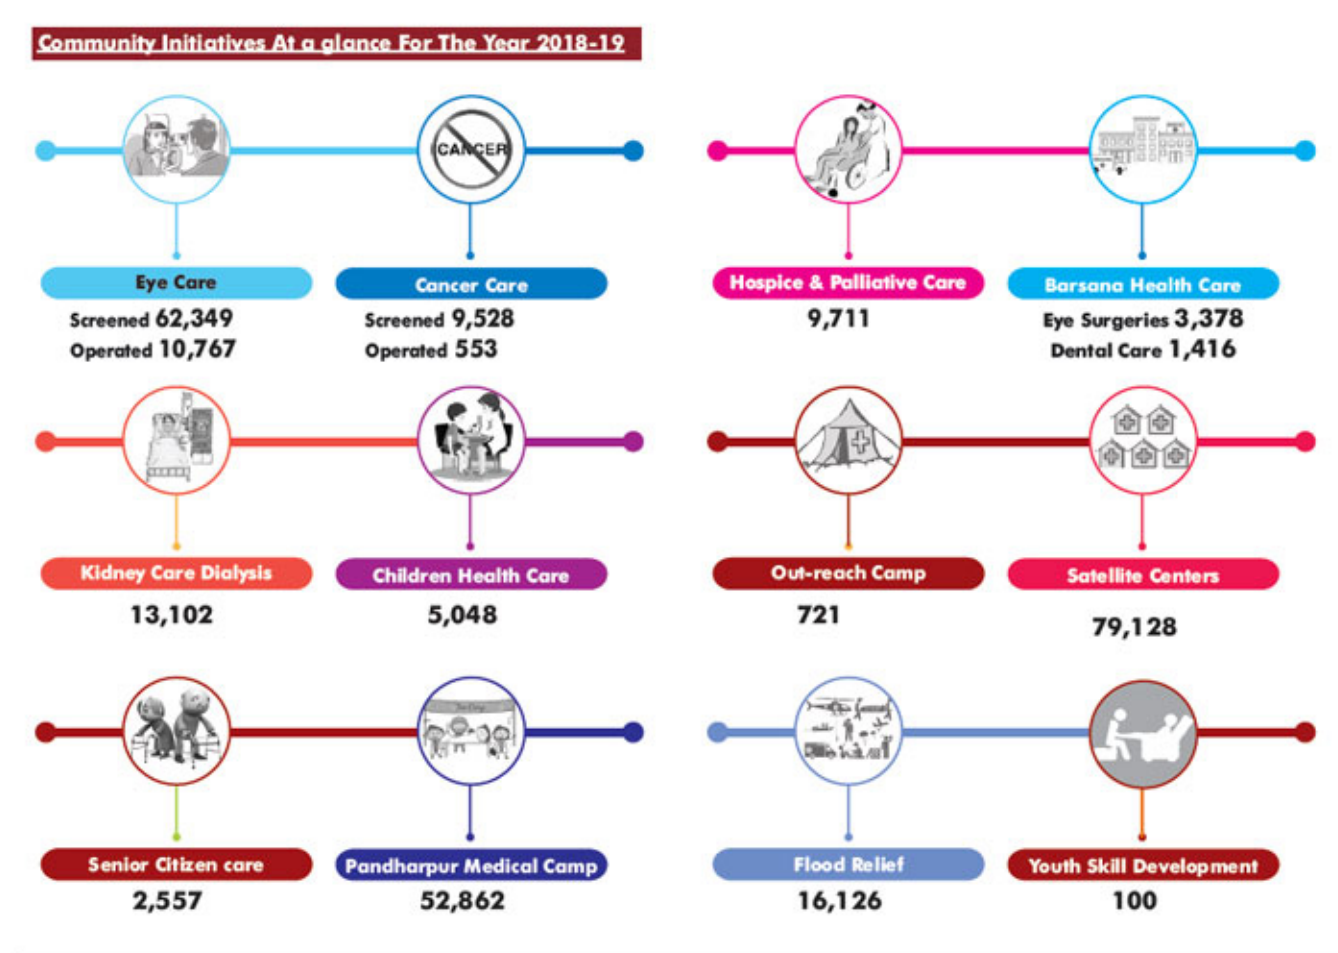 Community Initiatives At a glance For The Year 2018-19
CANCER
Eye Care
Screened 62,349
Operated 10,767
Cancer Care
Screened 9,528
Operated 553
Hospice & Palliative Care
9,711
Barsana Health Care
Eye Surgeries 3,378
Dental Care 1,416
Kidney Care Dialysis
13,102
Children Health Care
5,048
Out-reach Camp
721
Satellite Centers
79,128
Senior Citizen care
2,557
Pandharpur Medical Camp
52,862
Flood Relief
16,126
Youth Skill Development
100